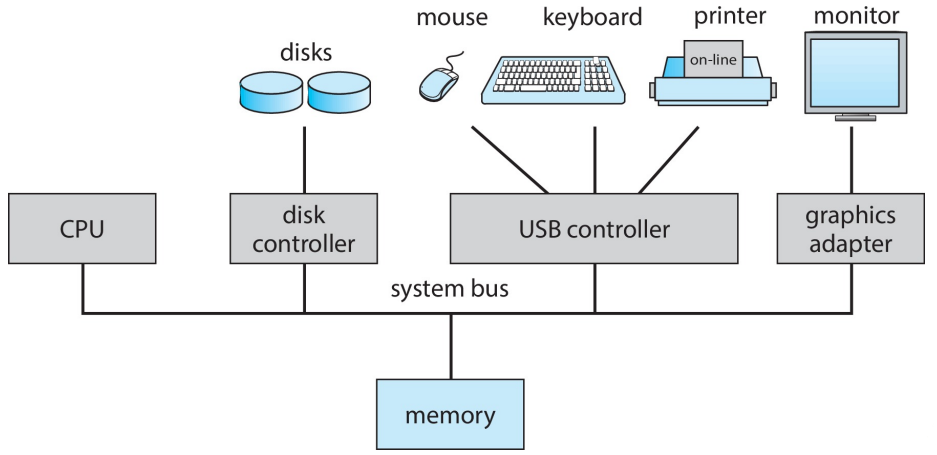 mouse
keyboard
printer
monitor
disks
on-line
CPU
disk
controller
USB controller
graphics
adapter
system bus
memory